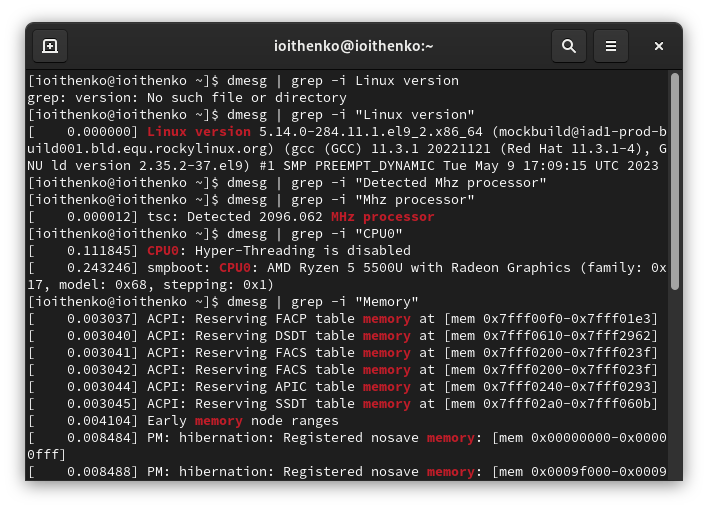 ioithenko@ioithenko:~
[ioithenko@ioithenko ~]$ dmesg | grep -i Linux version
grep: version: No such file or directory
[ioithenko@ioithenko ~]$ dmesg | grep -i "Linux version"
[    0.000000] Linux version 5.14.0-284.11.1.el9_2.x86_64 (mockbuild@iad1-prod-b
uild001.bld.equ.rockylinux.org) (gcc (GCC) 11.3.1 20221121 (Red Hat 11.3.1-4), G
NU ld version 2.35.2-37.el9) #1 SMP PREEMPT_DYNAMIC Tue May 9 17:09:15 UTC 2023
[ioithenko@ioithenko ~]$ dmesg | grep -i "Detected Mhz processor"
[ioithenko@ioithenko ~]$ dmesg | grep -i "Mhz processor"
[    0.000012] tsc: Detected 2096.062 MHz processor
[ioithenko@ioithenko ~]$ dmesg | grep -i "CPU0"
[    0.111845] CPU0: Hyper-Threading is disabled
[    0.243246] smpboot: CPU0: AMD Ryzen 5 5500U with Radeon Graphics (family: 0x
17, model: 0x68, stepping: 0x1)
[ioithenko@ioithenko ~]$ dmesg | grep -i "Memory"
[    0.003037] ACPI: Reserving FACP table memory at [mem 0x7fff00f0-0x7fff01e3]
[    0.003040] ACPI: Reserving DSDT table memory at [mem 0x7fff0610-0x7fff2962]
[    0.003041] ACPI: Reserving FACS table memory at [mem 0x7fff0200-0x7fff023f]
[    0.003042] ACPI: Reserving FACS table memory at [mem 0x7fff0200-0x7fff023f]
[    0.003044] ACPI: Reserving APIC table memory at [mem 0x7fff0240-0x7fff0293]
[    0.003045] ACPI: Reserving SSDT table memory at [mem 0x7fff02a0-0x7fff060b]
[    0.004104] Early memory node ranges
[    0.008484] PM: hibernation: Registered nosave memory: [mem 0x00000000-0x0000
0fff]
[    0.008488] PM: hibernation: Registered nosave memory: [mem 0x0009f000-0x0009